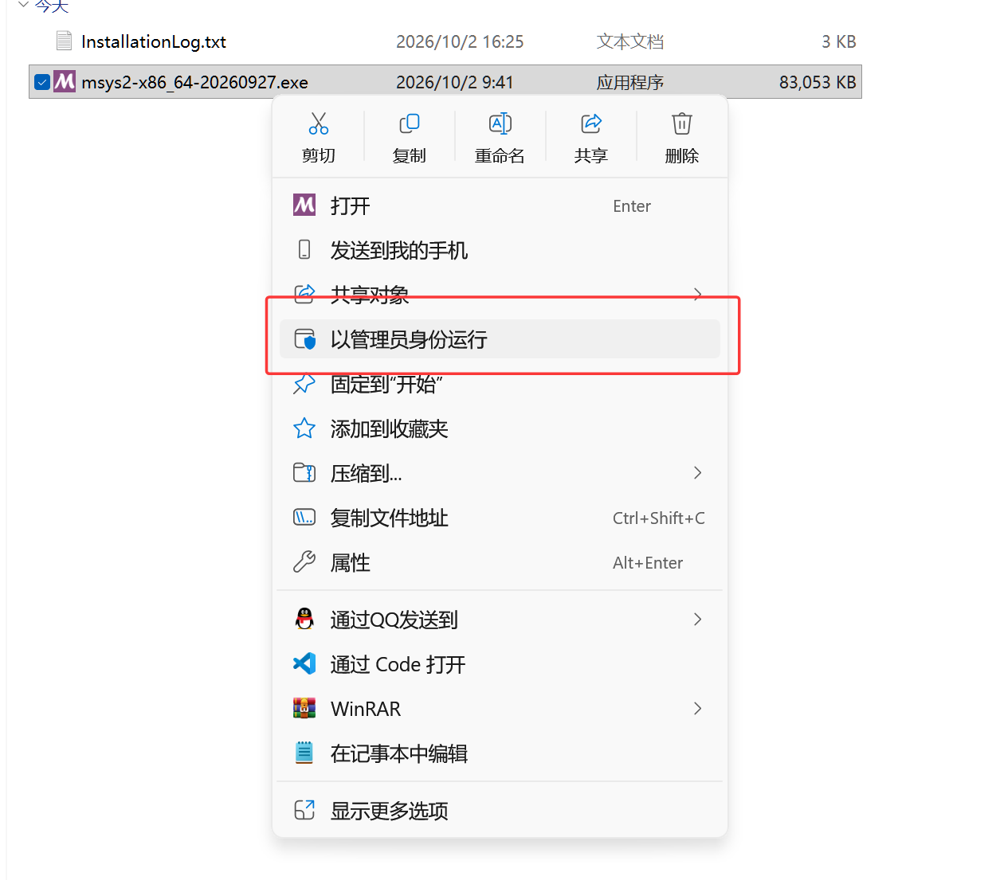 今天
InstallationLog.txt 2026/10/2 16:25 文本文档 3 KB
msys2-x86_64-20260927.exe 2026/10/2 9:41 应用程序 83,053 KB
剪切 复制 重命名 共享 删除
打开 Enter
发送到我的手机
共享对象
以管理员身份运行
固定到“开始”
添加到收藏夹
压缩到...
复制文件地址 Ctrl+Shift+C
属性 Alt+Enter
通过QQ发送到
通过 Code 打开
WinRAR
在记事本中编辑
显示更多选项